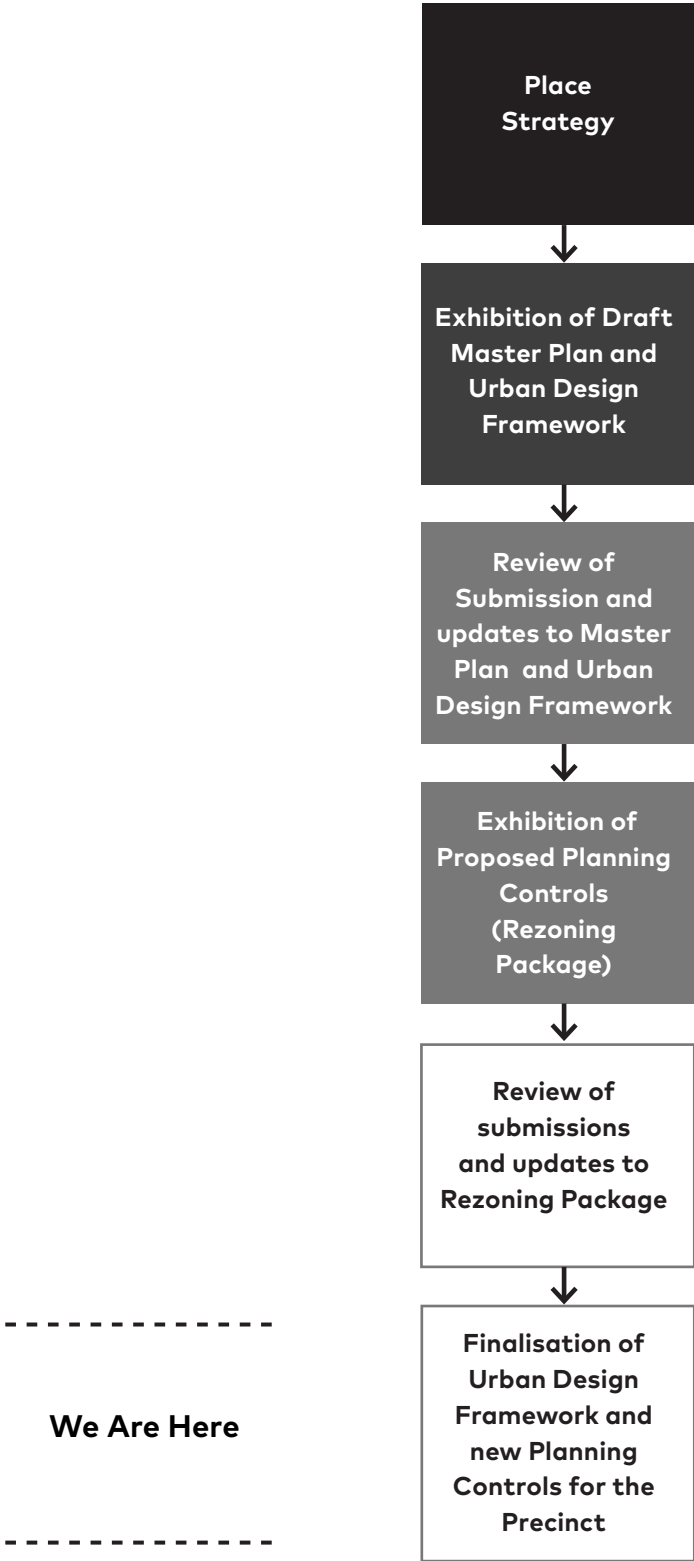 Place
Strategy
Exhibition of Draft
Master Plan and
Urban Design
Framework
Review of
Submission and
updates to Master
Plan and Urban
Design Framework
Exhibition of
Proposed Planning
Controls
(Rezoning
Package)
Review of
submissions
and updates to
Rezoning Package
We Are Here
Finalisation of
Urban Design
Framework and
new Planning
Controls for the
Precinct